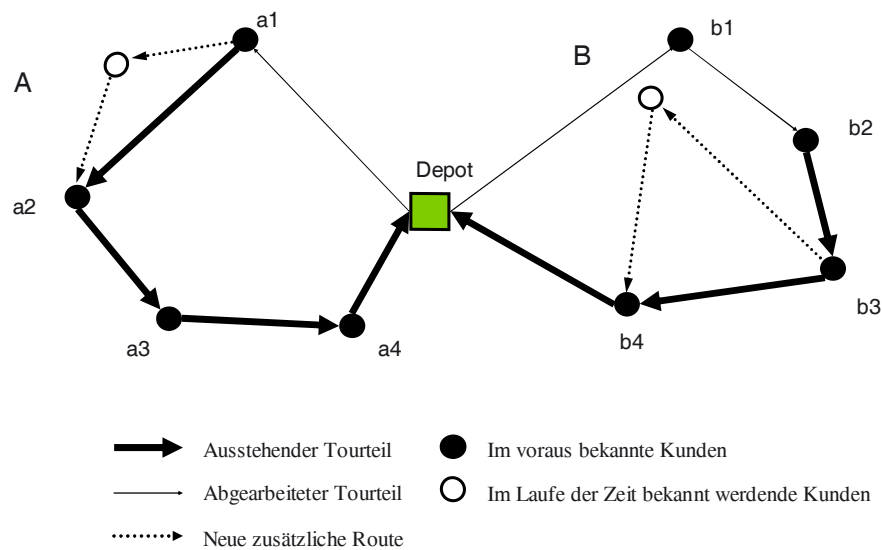 a1
b1
A
B
b2
Depot
a2
b3
a3
a4
b4
Ausstehender Tourteil
Im voraus bekannte Kunden
Abgearbeiteter Tourteil
Im Laufe der Zeit bekannt werdende Kunden
Neue zusätzliche Route